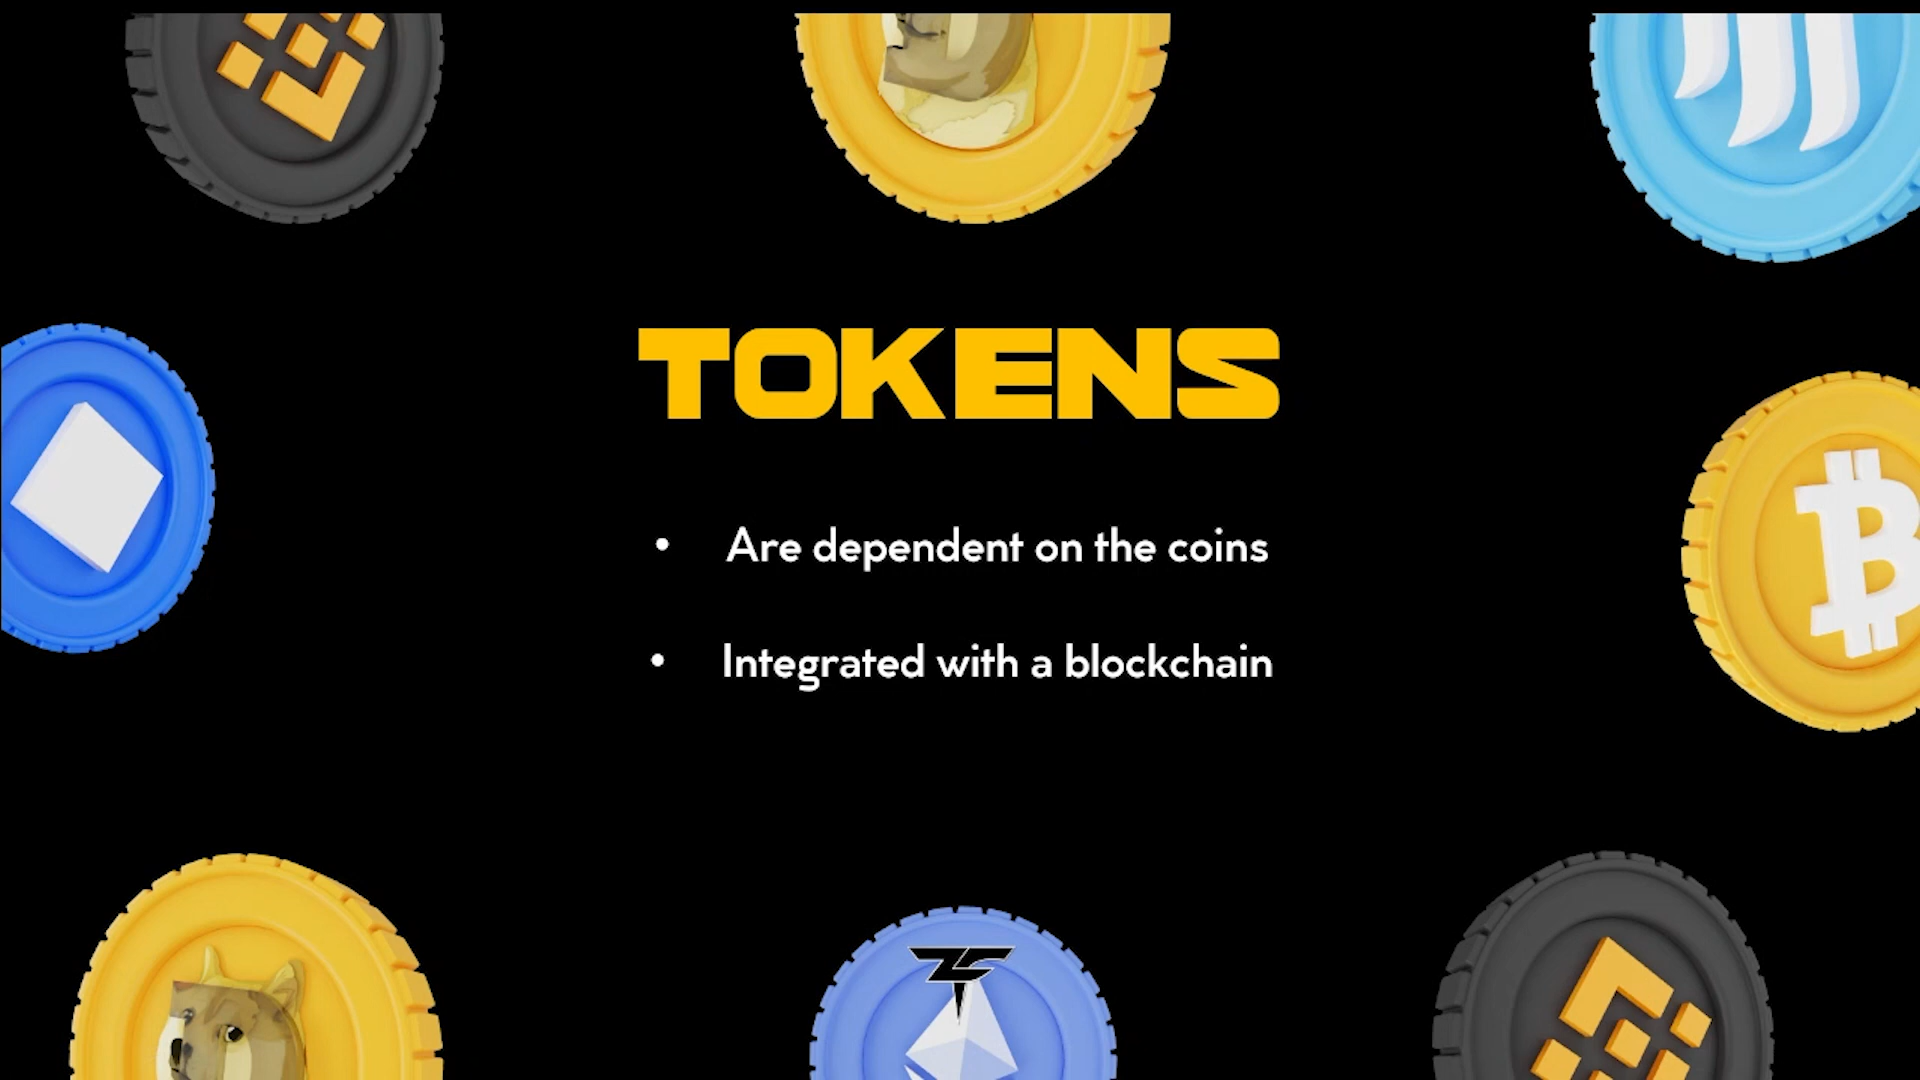 TOKENS
• Are dependent on the coins
• Integrated with a blockchain